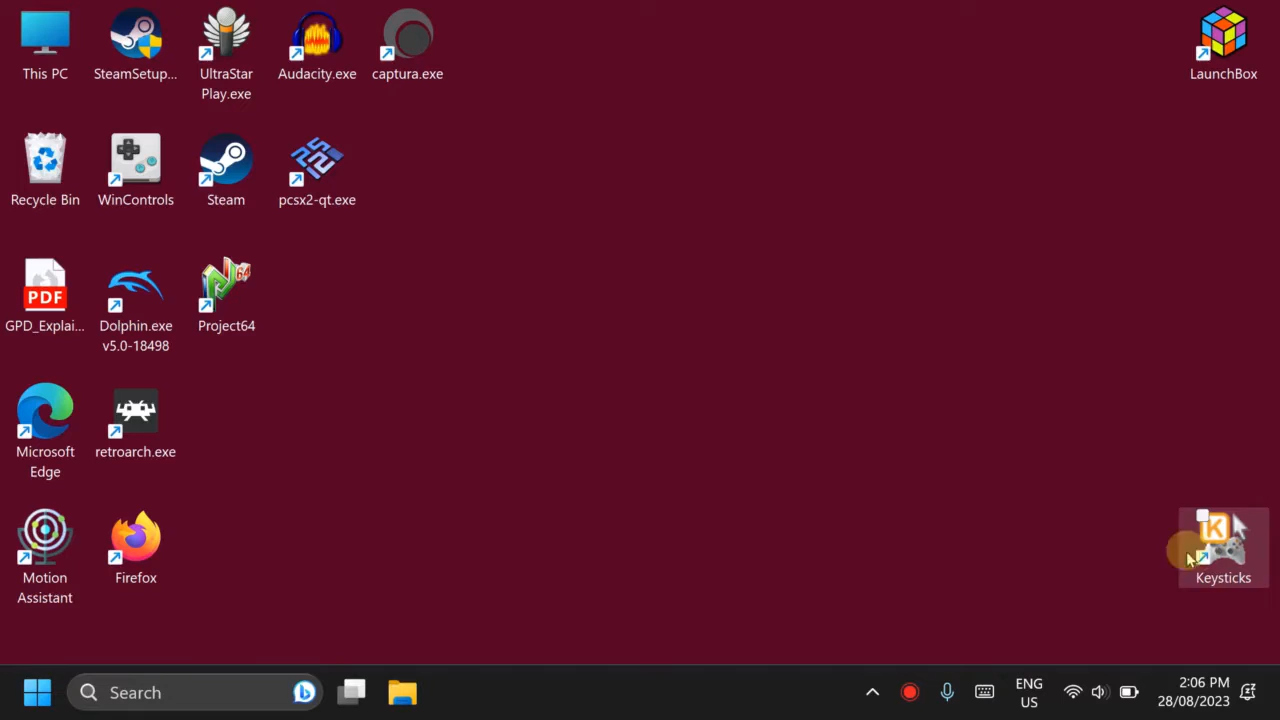 This PC
SteamSetup...
UltraStar
Play.exe
Audacity.exe
captura.exe
LaunchBox
Recycle Bin
WinControls
Steam
pcsx2-qt.exe
PDF
GPD_Explai...
Dolphin.exe
v5.0-18498
64
Project64
Microsoft
Edge
retroarch.exe
Motion
Assistant
Firefox
K
Keysticks
Search
ENG
US
2:06 PM
28/08/2023